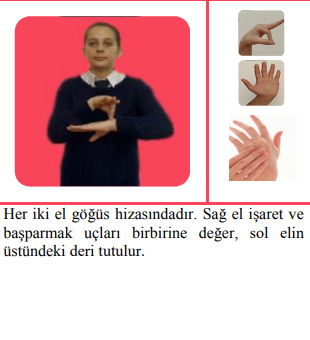 Her iki el göğüs hizasındadır. Sağ el işaret ve
başparmak uçları birbirine değer, sol elin
üstündeki deri tutulur.